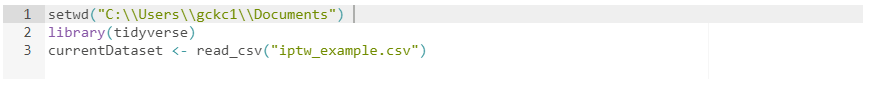 1 setwd("C:\\Users\\gckc1\\Documents")
2 library(tidyverse)
3 currentDataset <- read_csv("iptw_example.csv")